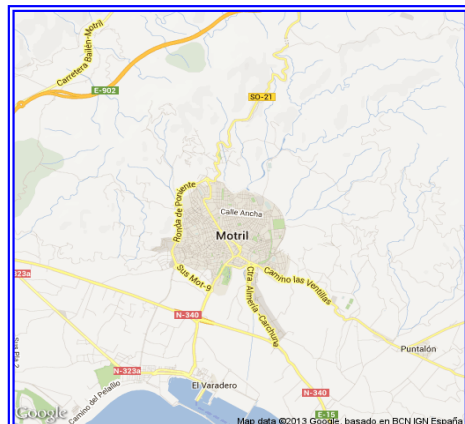 Carretera Bailén-Motril
E-902
SO-21
Ronda de Poniente
Calle Ancha
Motril
Sus Mot-9
Camino las Ventillas
Ctra Almería-Carchuna
323a
N-340
Puntalón
N-323a
El Varadero
N-340
Camino del Pelaillo
E-15
Google
Map data ©2013 Google, basado en BCN IGN España